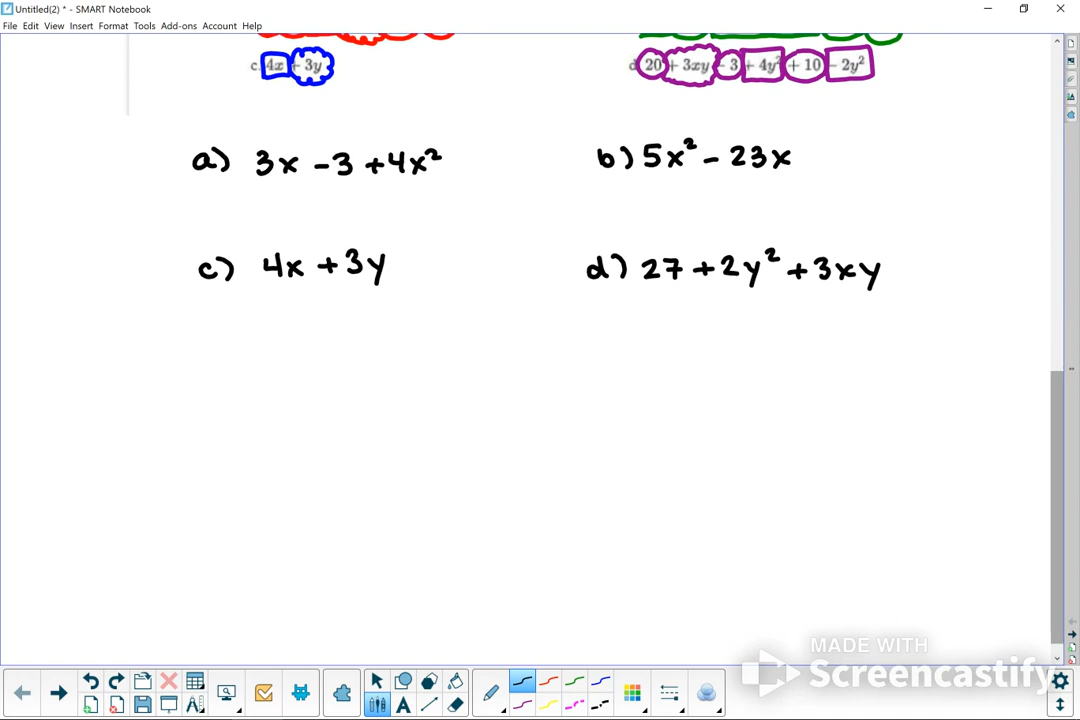 Untitled(2) * - SMART Notebook
File Edit View Insert Format Tools Add-ons Account Help
c. 4x + 3y
d. 20 + 3xy - 3 + 4y² + 10 - 2y²
a) 3x - 3 + 4x²
b) 5x² - 23x
c) 4x + 3y
d) 27 + 2y² + 3xy
MADE WITH
Screencastify